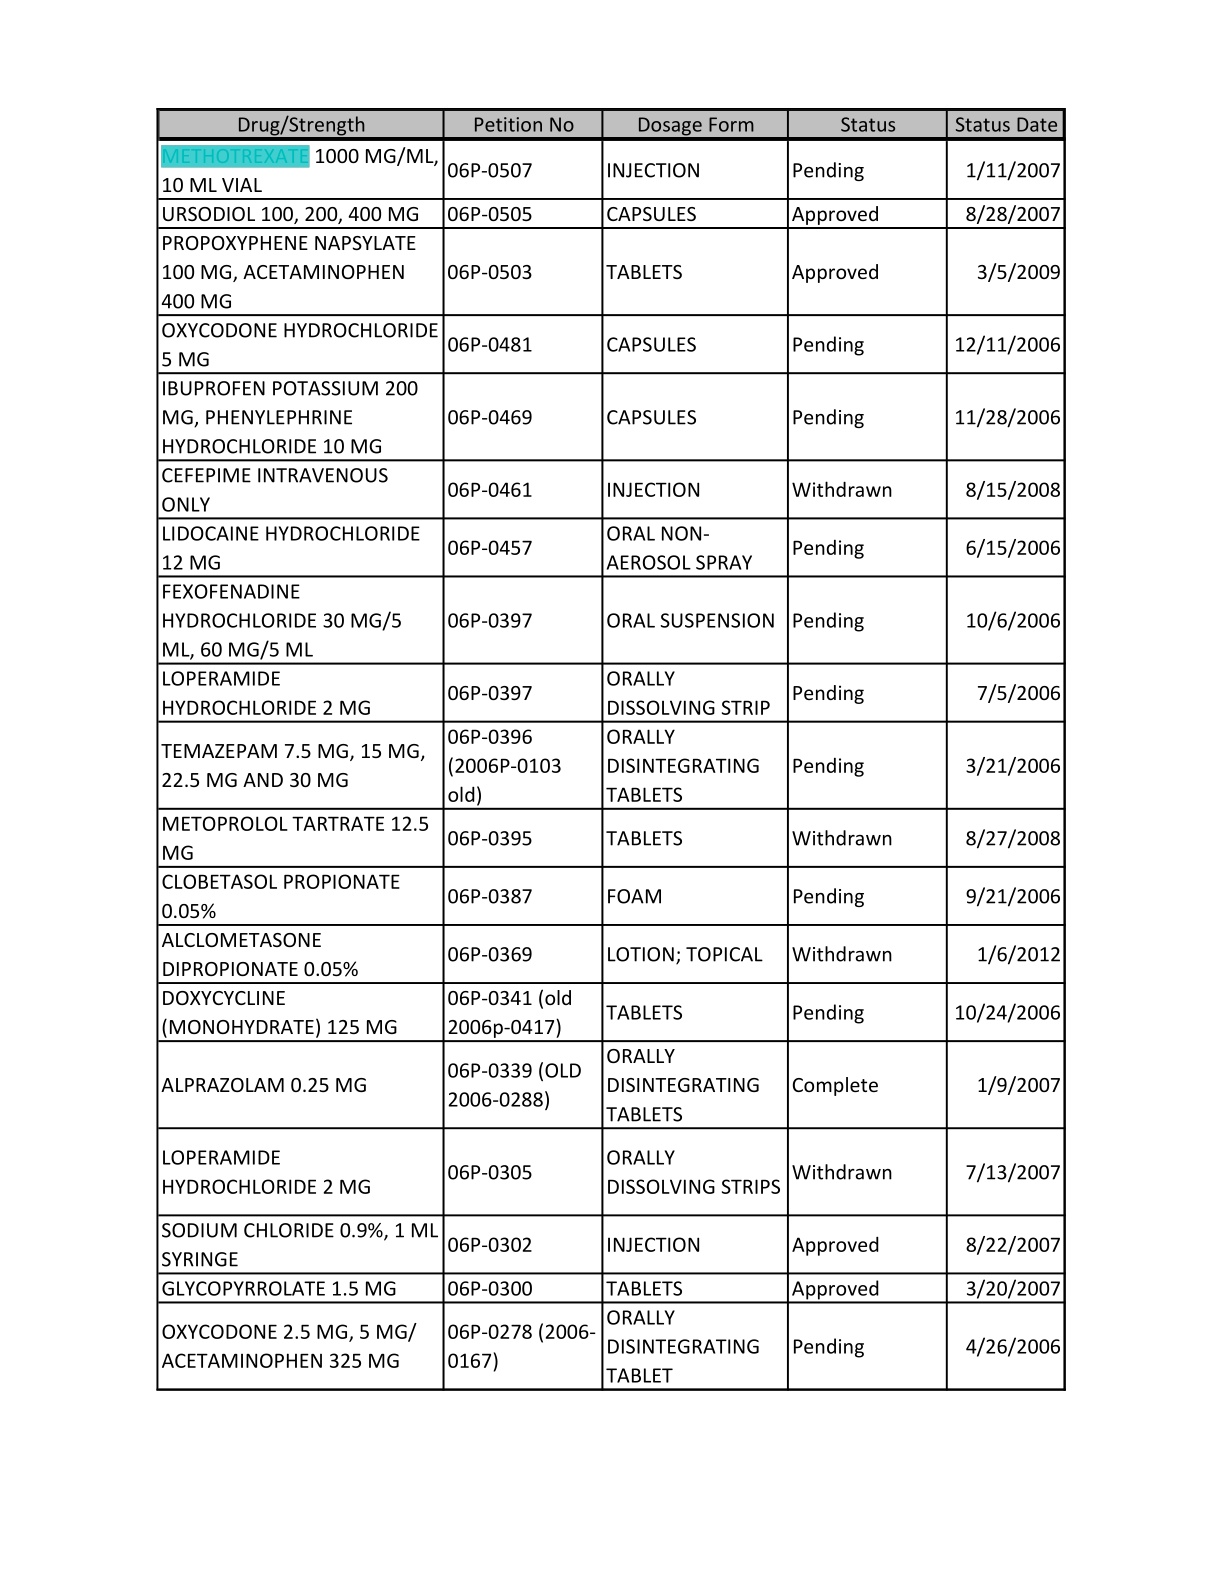 Drug/Strength Petition No Dosage Form Status Status Date
METHOTREXATE 1000 MG/ML,
10 ML VIAL
06P-0507 INJECTION Pending 1/11/2007
URSODIOL 100, 200, 400 MG 06P-0505 CAPSULES Approved 8/28/2007
PROPOXYPHENE NAPSYLATE
100 MG, ACETAMINOPHEN
400 MG
06P-0503 TABLETS Approved 3/5/2009
OXYCODONE HYDROCHLORIDE
5 MG
06P-0481 CAPSULES Pending 12/11/2006
IBUPROFEN POTASSIUM 200
MG, PHENYLEPHRINE
HYDROCHLORIDE 10 MG
06P-0469 CAPSULES Pending 11/28/2006
CEFEPIME INTRAVENOUS
ONLY
06P-0461 INJECTION Withdrawn 8/15/2008
LIDOCAINE HYDROCHLORIDE
12 MG
06P-0457
ORAL NON-
AEROSOL SPRAY
Pending 6/15/2006
FEXOFENADINE
HYDROCHLORIDE 30 MG/5
ML, 60 MG/5 ML
06P-0397 ORAL SUSPENSION Pending 10/6/2006
LOPERAMIDE
HYDROCHLORIDE 2 MG
06P-0397
ORALLY
DISSOLVING STRIP
Pending 7/5/2006
TEMAZEPAM 7.5 MG, 15 MG,
22.5 MG AND 30 MG
06P-0396
(2006P-0103
old)
ORALLY
DISINTEGRATING
TABLETS
Pending 3/21/2006
METOPROLOL TARTRATE 12.5
MG
06P-0395 TABLETS Withdrawn 8/27/2008
CLOBETASOL PROPIONATE
0.05%
06P-0387 FOAM Pending 9/21/2006
ALCLOMETASONE
DIPROPIONATE 0.05%
06P-0369 LOTION; TOPICAL Withdrawn 1/6/2012
DOXYCYCLINE
(MONOHYDRATE) 125 MG
06P-0341 (old
2006p-0417)
TABLETS Pending 10/24/2006
ALPRAZOLAM 0.25 MG
06P-0339 (OLD
2006-0288)
ORALLY
DISINTEGRATING
TABLETS
Complete 1/9/2007
LOPERAMIDE
HYDROCHLORIDE 2 MG
06P-0305
ORALLY
DISSOLVING STRIPS
Withdrawn 7/13/2007
SODIUM CHLORIDE 0.9%, 1 ML
SYRINGE
06P-0302 INJECTION Approved 8/22/2007
GLYCOPYRROLATE 1.5 MG 06P-0300 TABLETS Approved 3/20/2007
OXYCODONE 2.5 MG, 5 MG/
ACETAMINOPHEN 325 MG
06P-0278 (2006-
0167)
ORALLY
DISINTEGRATING
TABLET
Pending 4/26/2006